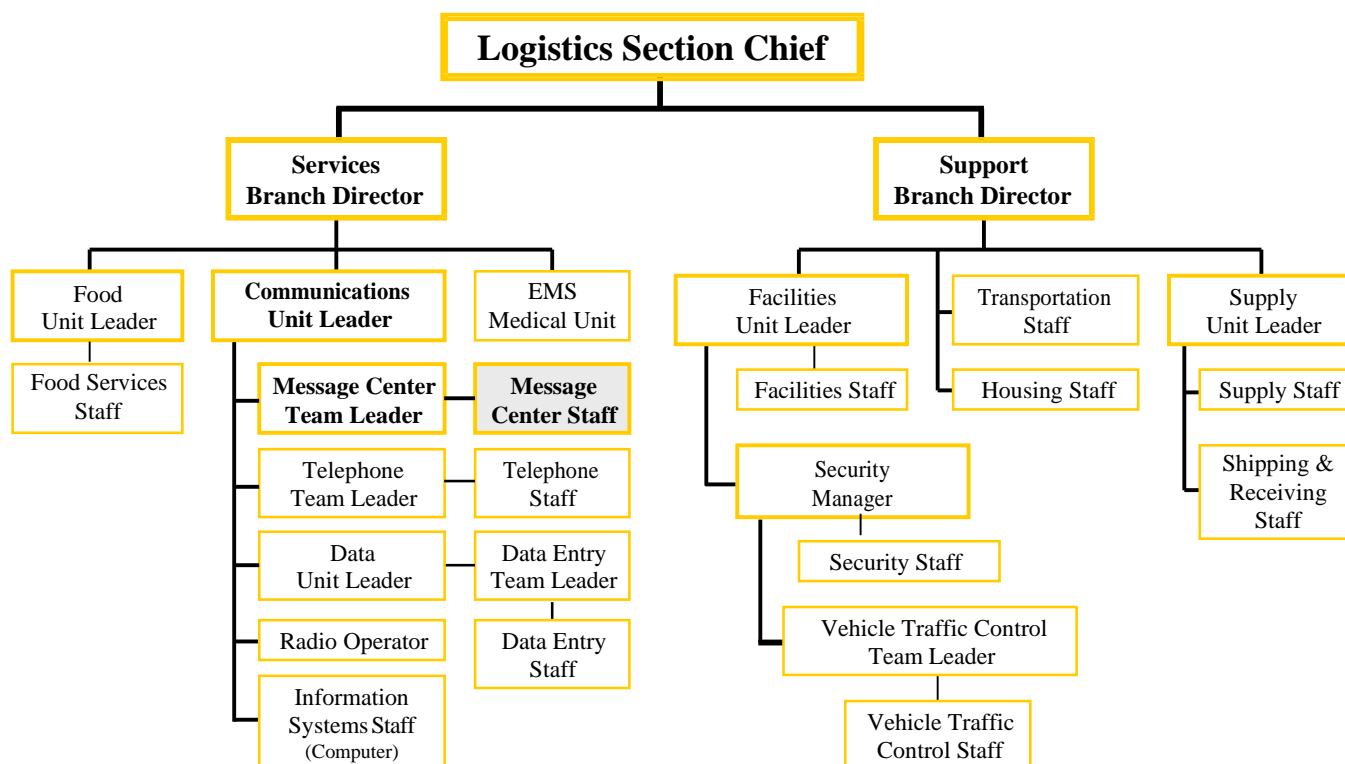 Logistics Section Chief
Services
Branch Director
Support
Branch Director
Food
Unit Leader
Communications
Unit Leader
EMS
Medical Unit
Facilities
Unit Leader
Transportation
Staff
Supply
Unit Leader
Food Services
Staff
Message Center
Team Leader
Message
Center Staff
Facilities Staff
Housing Staff
Supply Staff
Telephone
Team Leader
Telephone
Staff
Security
Manager
Shipping &
Receiving
Staff
Data
Unit Leader
Data Entry
Team Leader
Security Staff
Radio Operator
Data Entry
Staff
Vehicle Traffic Control
Team Leader
Information
Systems Staff
(Computer)
Vehicle Traffic
Control Staff